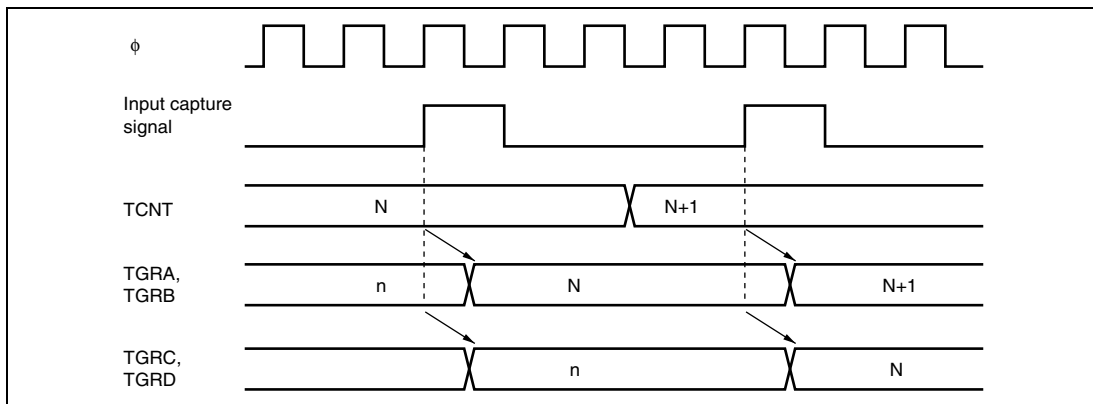 ϕ
Input capture
signal
TCNT
N
N+1
TGRA,
TGRB
n
N
N+1
TGRC,
TGRD
n
N